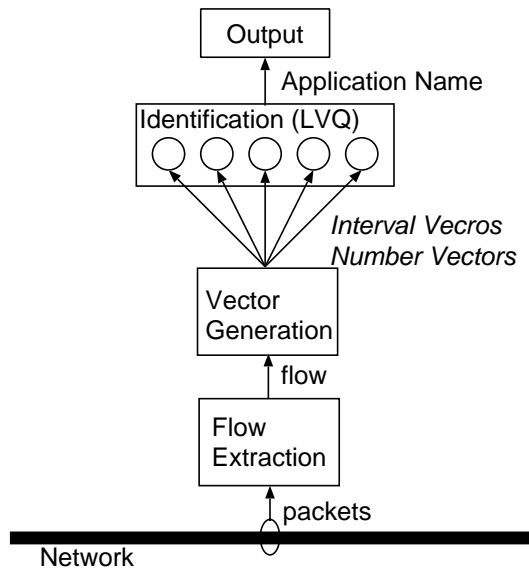 Output
Application Name
Identification (LVQ)
Interval Vecros
Number Vectors
Vector
Generation
flow
Flow
Extraction
packets
Network